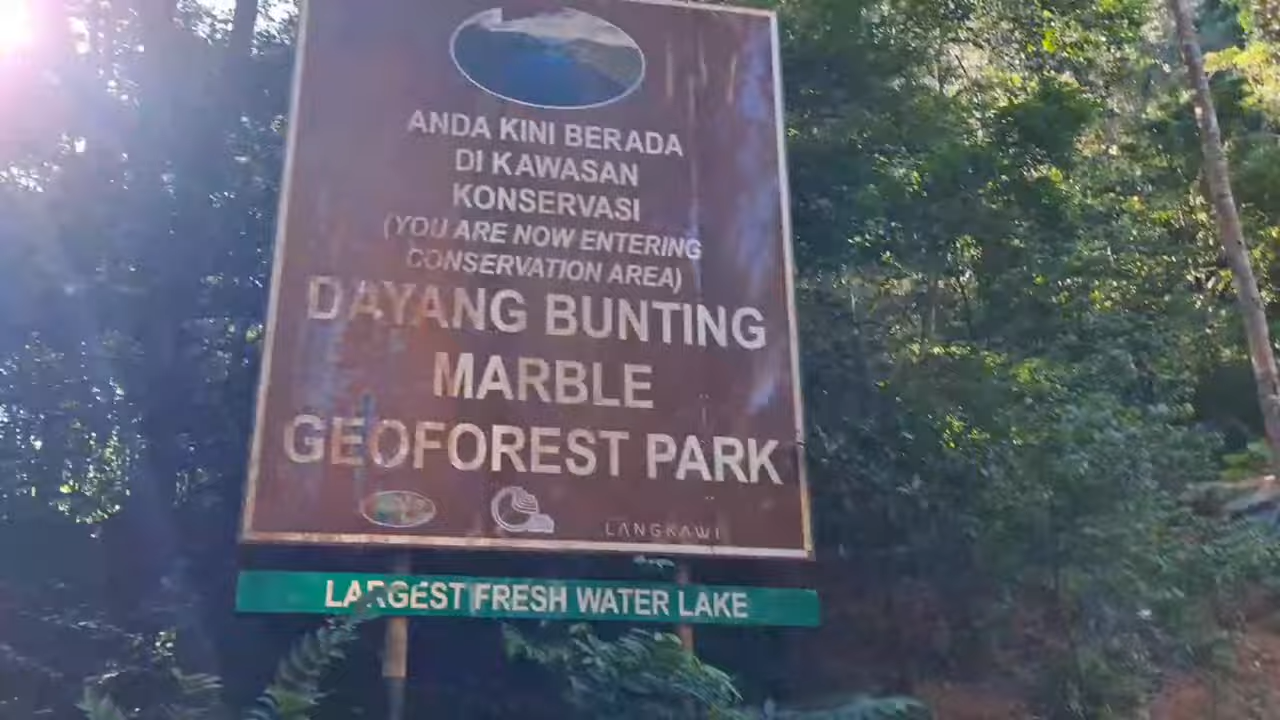 ANDA KINI BERADA
DI KAWASAN
KONSERVASI
(YOU ARE NOW ENTERING
CONSERVATION AREA)
DAYANG BUNTING
MARBLE
GEOFOREST PARK
LANGKAWI
LARGEST FRESH WATER LAKE